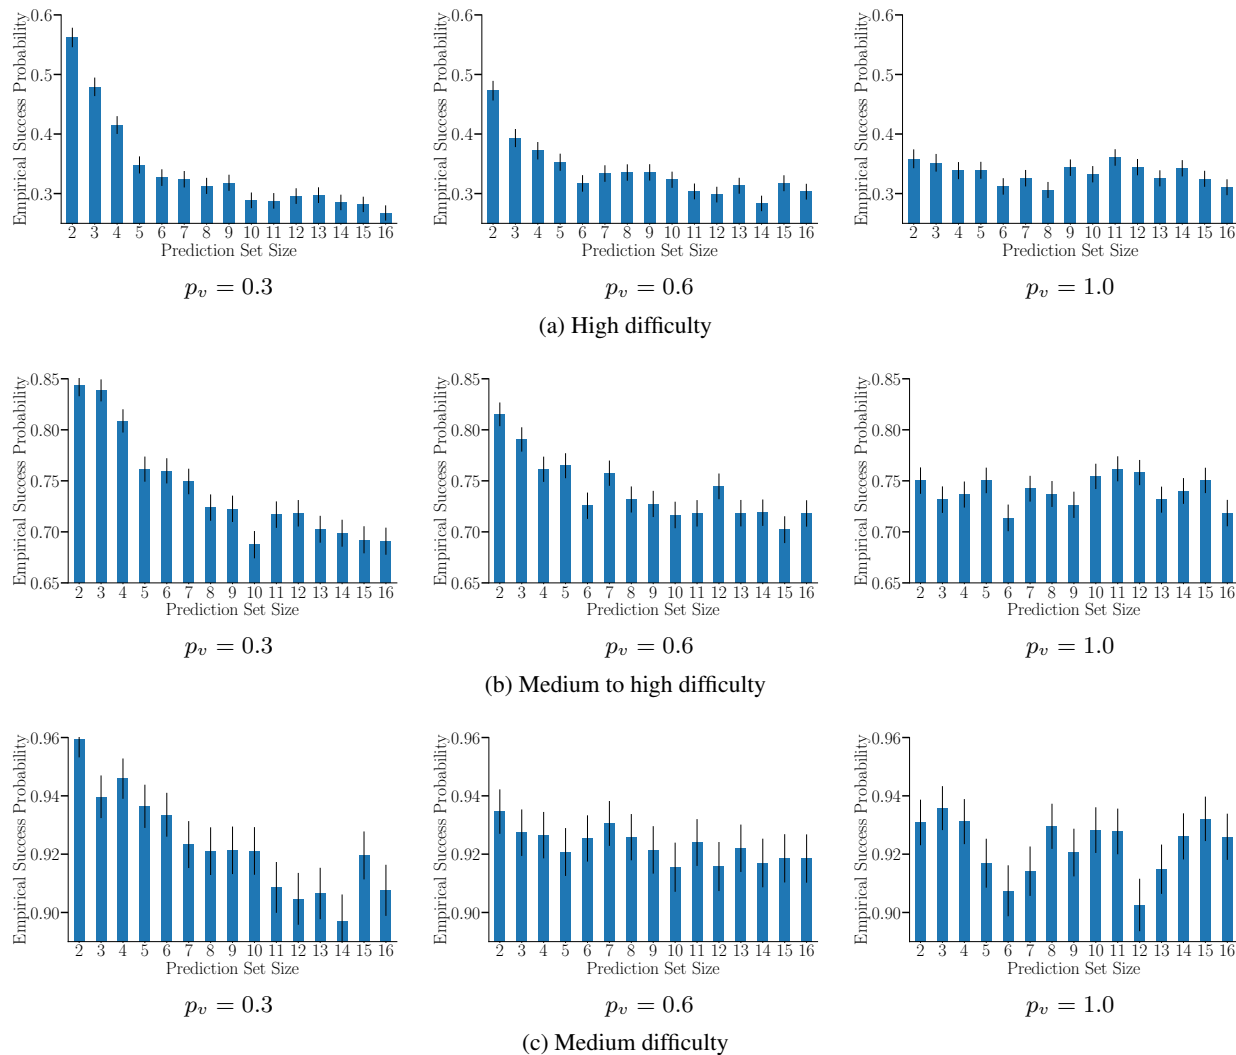 Empirical Success Probability
0.6
0.5
0.4
0.3
2 3 4 5 6 7 8 9 10 11 12 13 14 15 16
Prediction Set Size
p_v = 0.3
Empirical Success Probability
0.6
0.5
0.4
0.3
2 3 4 5 6 7 8 9 10 11 12 13 14 15 16
Prediction Set Size
p_v = 0.6
Empirical Success Probability
0.6
0.5
0.4
0.3
2 3 4 5 6 7 8 9 10 11 12 13 14 15 16
Prediction Set Size
p_v = 1.0
(a) High difficulty
Empirical Success Probability
0.85
0.80
0.75
0.70
0.65
2 3 4 5 6 7 8 9 10 11 12 13 14 15 16
Prediction Set Size
p_v = 0.3
Empirical Success Probability
0.85
0.80
0.75
0.70
0.65
2 3 4 5 6 7 8 9 10 11 12 13 14 15 16
Prediction Set Size
p_v = 0.6
Empirical Success Probability
0.85
0.80
0.75
0.70
0.65
2 3 4 5 6 7 8 9 10 11 12 13 14 15 16
Prediction Set Size
p_v = 1.0
(b) Medium to high difficulty
Empirical Success Probability
0.96
0.94
0.92
0.90
2 3 4 5 6 7 8 9 10 11 12 13 14 15 16
Prediction Set Size
p_v = 0.3
Empirical Success Probability
0.96
0.94
0.92
0.90
2 3 4 5 6 7 8 9 10 11 12 13 14 15 16
Prediction Set Size
p_v = 0.6
Empirical Success Probability
0.96
0.94
0.92
0.90
2 3 4 5 6 7 8 9 10 11 12 13 14 15 16
Prediction Set Size
p_v = 1.0
(c) Medium difficulty